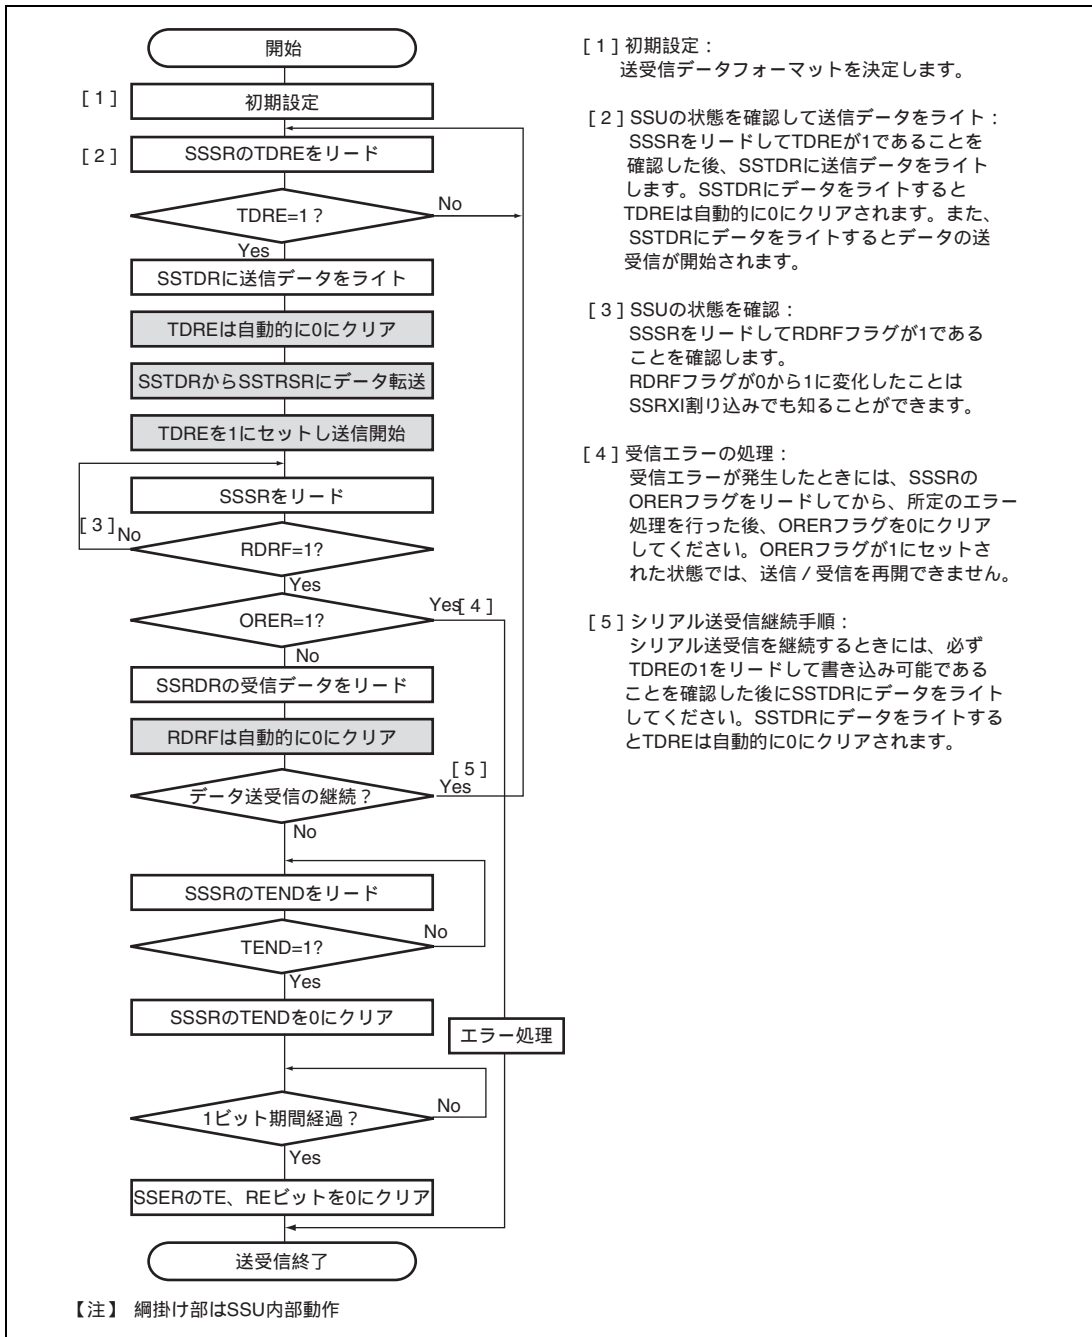 開始
[ 1 ]
初期設定
[ 2 ]
SSSRのTDREをリード
TDRE=1 ?
No
Yes
SSTDRに送信データをライト
TDREは自動的に0にクリア
SSTDRからSSTRSRにデータ転送
TDREを1にセットし送信開始
SSSRをリード
[ 3 ]
No
RDRF=1?
Yes
ORER=1?
Yes
[ 4 ]
No
SSRDRの受信データをリード
RDRFは自動的に0にクリア
データ送受信の継続？
[ 5 ]
Yes
No
SSSRのTENDをリード
TEND=1?
No
Yes
SSSRのTENDを0にクリア
エラー処理
1ビット期間経過？
No
Yes
SSERのTE、REビットを0にクリア
送受信終了
[ 1 ] 初期設定：
送受信データフォーマットを決定します。
[ 2 ] SSUの状態を確認して送信データをライト：
SSSRをリードしてTDREが1であることを
確認した後、SSTDRに送信データをライト
します。SSTDRにデータをライトすると
TDREは自動的に0にクリアされます。また、
SSTDRにデータをライトするとデータの送
受信が開始されます。
[ 3 ] SSUの状態を確認：
SSSRをリードしてRDRFフラグが1である
ことを確認します。
RDRFフラグが0から1に変化したことは
SSRXI割り込みでも知ることができます。
[ 4 ] 受信エラーの処理：
受信エラーが発生したときには、SSSRの
ORERフラグをリードしてから、所定のエラー
処理を行った後、ORERフラグを0にクリア
してください。ORERフラグが1にセットさ
れた状態では、送信 / 受信を再開できません。
[ 5 ] シリアル送受信継続手順：
シリアル送受信を継続するときには、必ず
TDREの1をリードして書き込み可能である
ことを確認した後にSSTDRにデータをライト
してください。SSTDRにデータをライトする
とTDREは自動的に0にクリアされます。
【注】 網掛け部はSSU内部動作